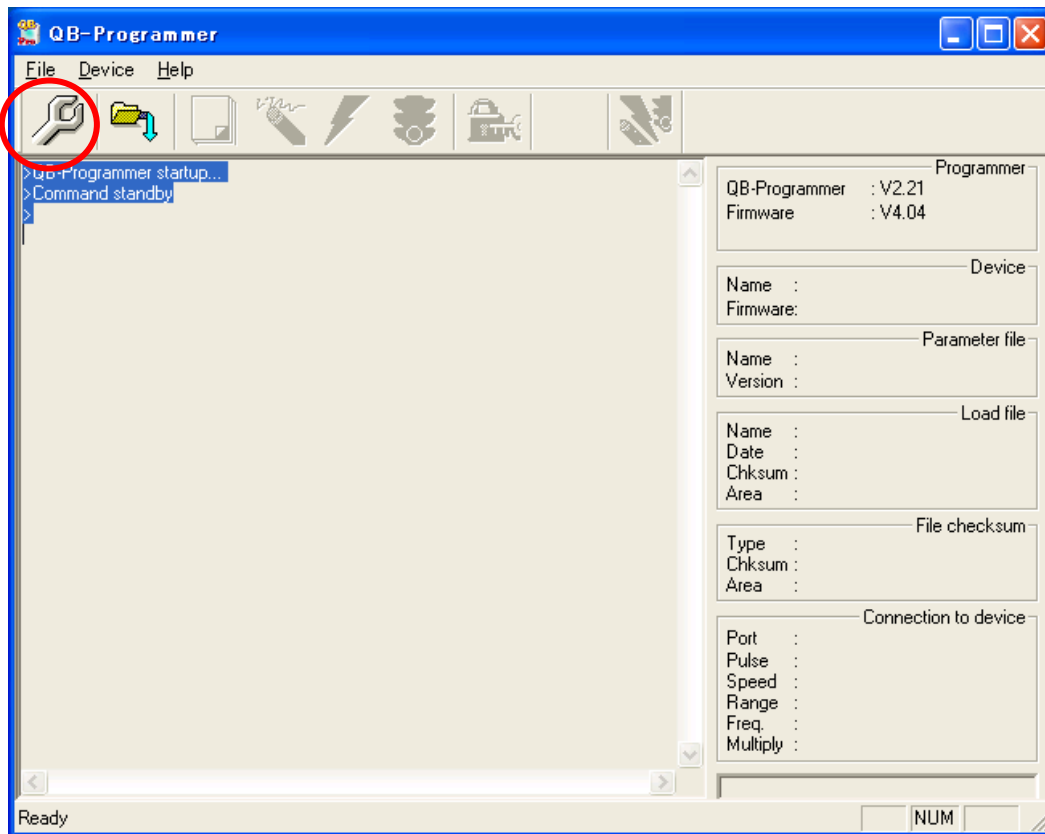 QB-Programmer
File Device Help
>QB-Programmer startup...
>Command standby
>
Programmer
QB-Programmer : V2.21
Firmware : V4.04
Device
Name :
Firmware:
Parameter file
Name :
Version :
Load file
Name :
Date :
Chksum :
Area :
File checksum
Type :
Chksum :
Area :
Connection to device
Port :
Pulse :
Speed :
Range :
Freq. :
Multiply :
Ready
NUM